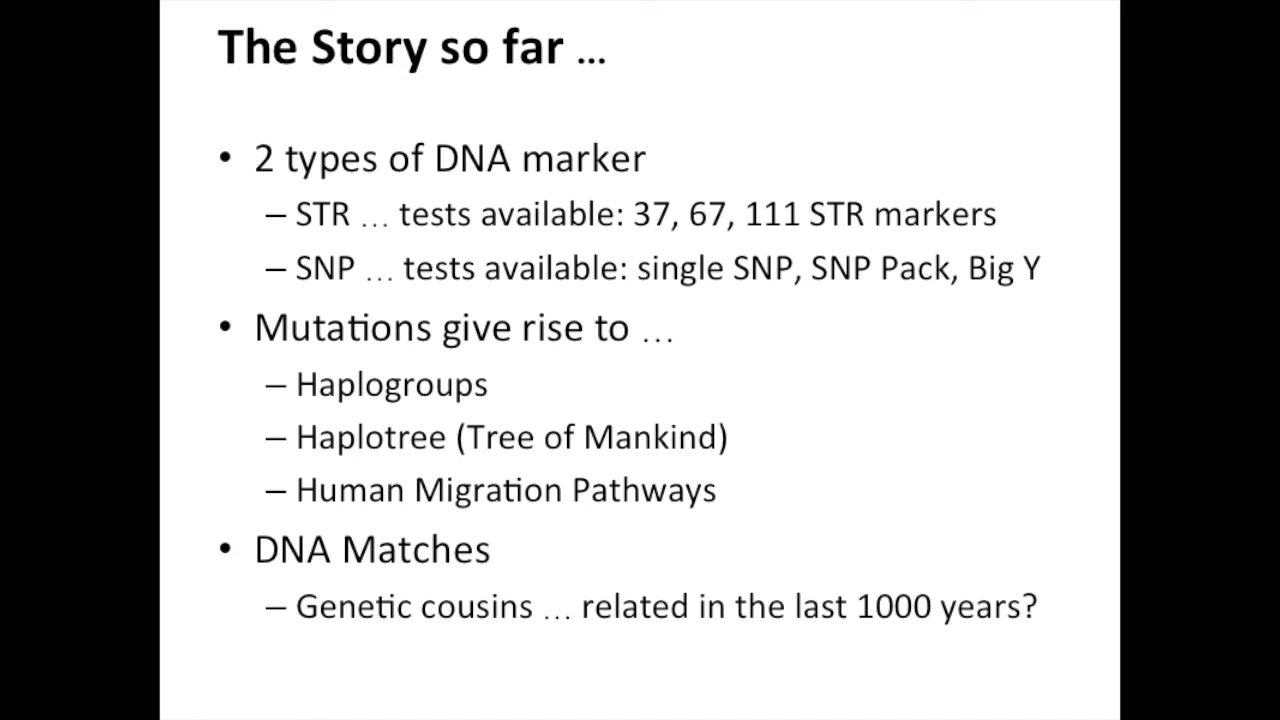 The Story so far ...
• 2 types of DNA marker
– STR ... tests available: 37, 67, 111 STR markers
– SNP ... tests available: single SNP, SNP Pack, Big Y
• Mutations give rise to ...
– Haplogroups
– Haplotree (Tree of Mankind)
– Human Migration Pathways
• DNA Matches
– Genetic cousins ... related in the last 1000 years?